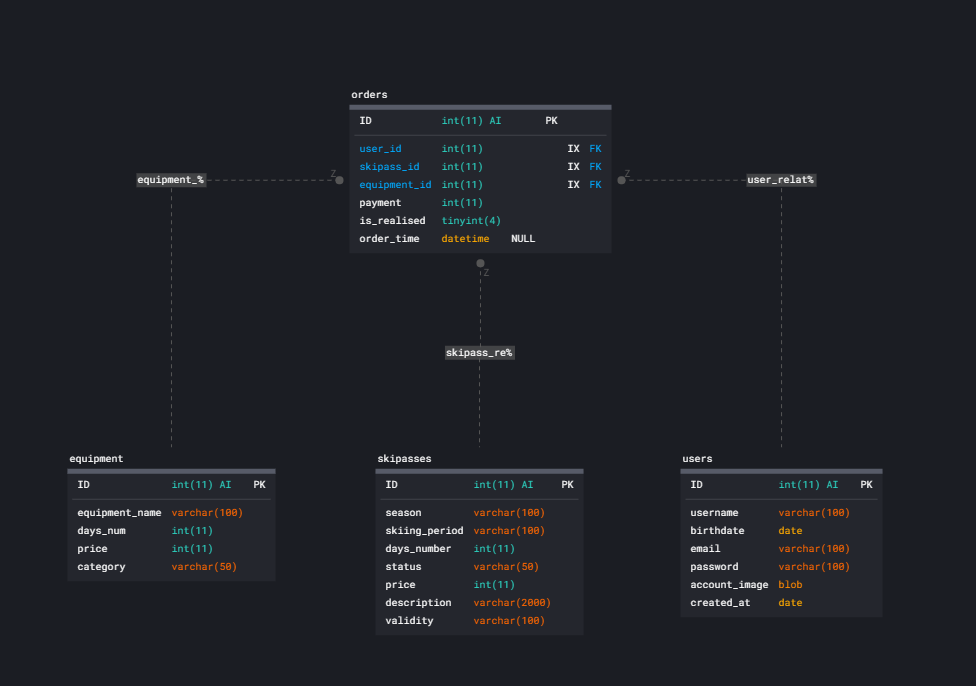 orders
ID int(11) AI PK
user_id int(11) IX FK
skipass_id int(11) IX FK
equipment_id int(11) IX FK
payment int(11)
is_realised tinyint(4)
order_time datetime NULL
equipment_%
Z
Z
user_relat%
Z
skipass_re%
equipment
ID int(11) AI PK
equipment_name varchar(100)
days_num int(11)
price int(11)
category varchar(50)
skipasses
ID int(11) AI PK
season varchar(100)
skiing_period varchar(100)
days_number int(11)
status varchar(50)
price int(11)
description varchar(2000)
validity varchar(100)
users
ID int(11) AI PK
username varchar(100)
birthdate date
email varchar(100)
password varchar(100)
account_image blob
created_at date